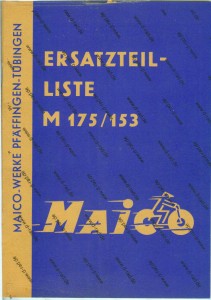 MAICO-WERKE PFÄFFINGEN-TÜBINGEN
ERSATZTEIL-
LISTE
M 175/153
Maico